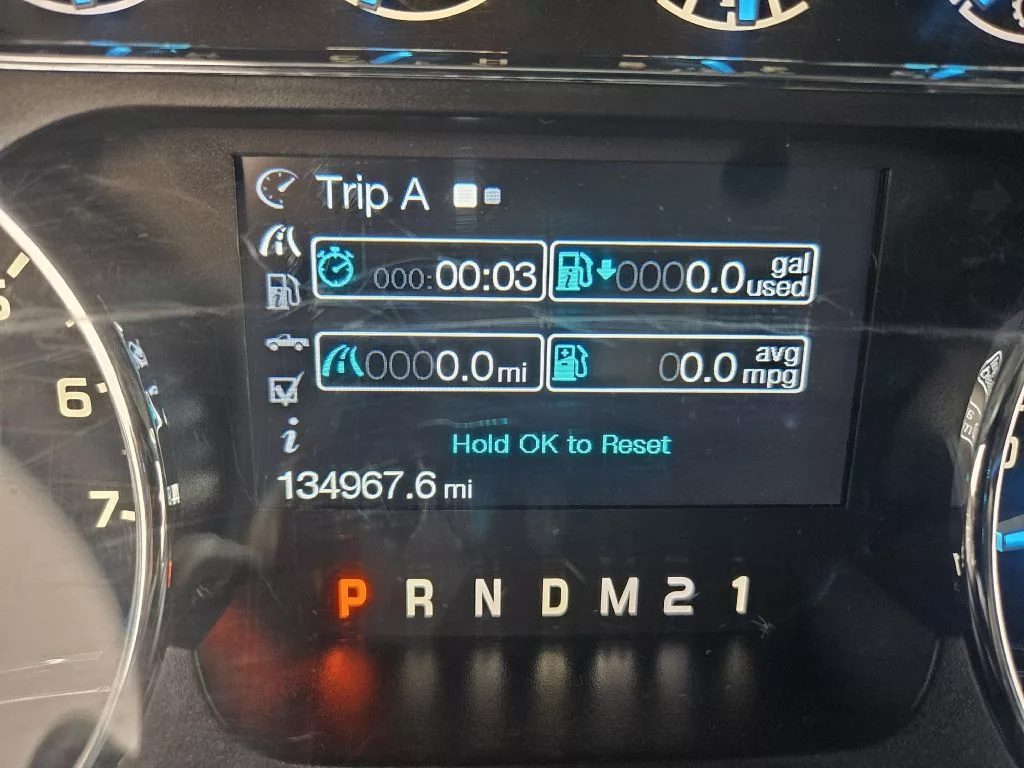 Trip A
000:00:03
0000.0 gal used
0000.0 mi
00.0 avg mpg
Hold OK to Reset
134967.6 mi
6
7
P R N D M 2 1